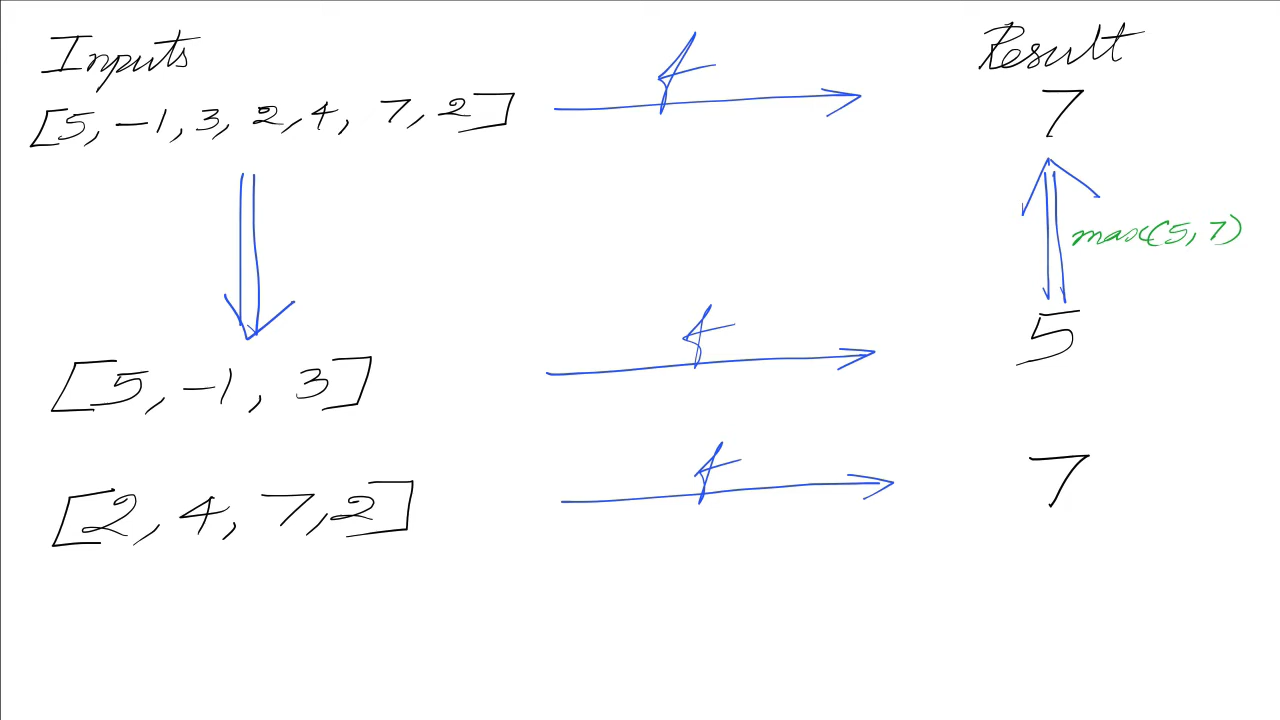 Inputs
Result
[5, -1, 3, 2, 4, 7, 2]
f
7
max(5, 7)
[5, -1, 3]
f
5
[2, 4, 7, 2]
f
7